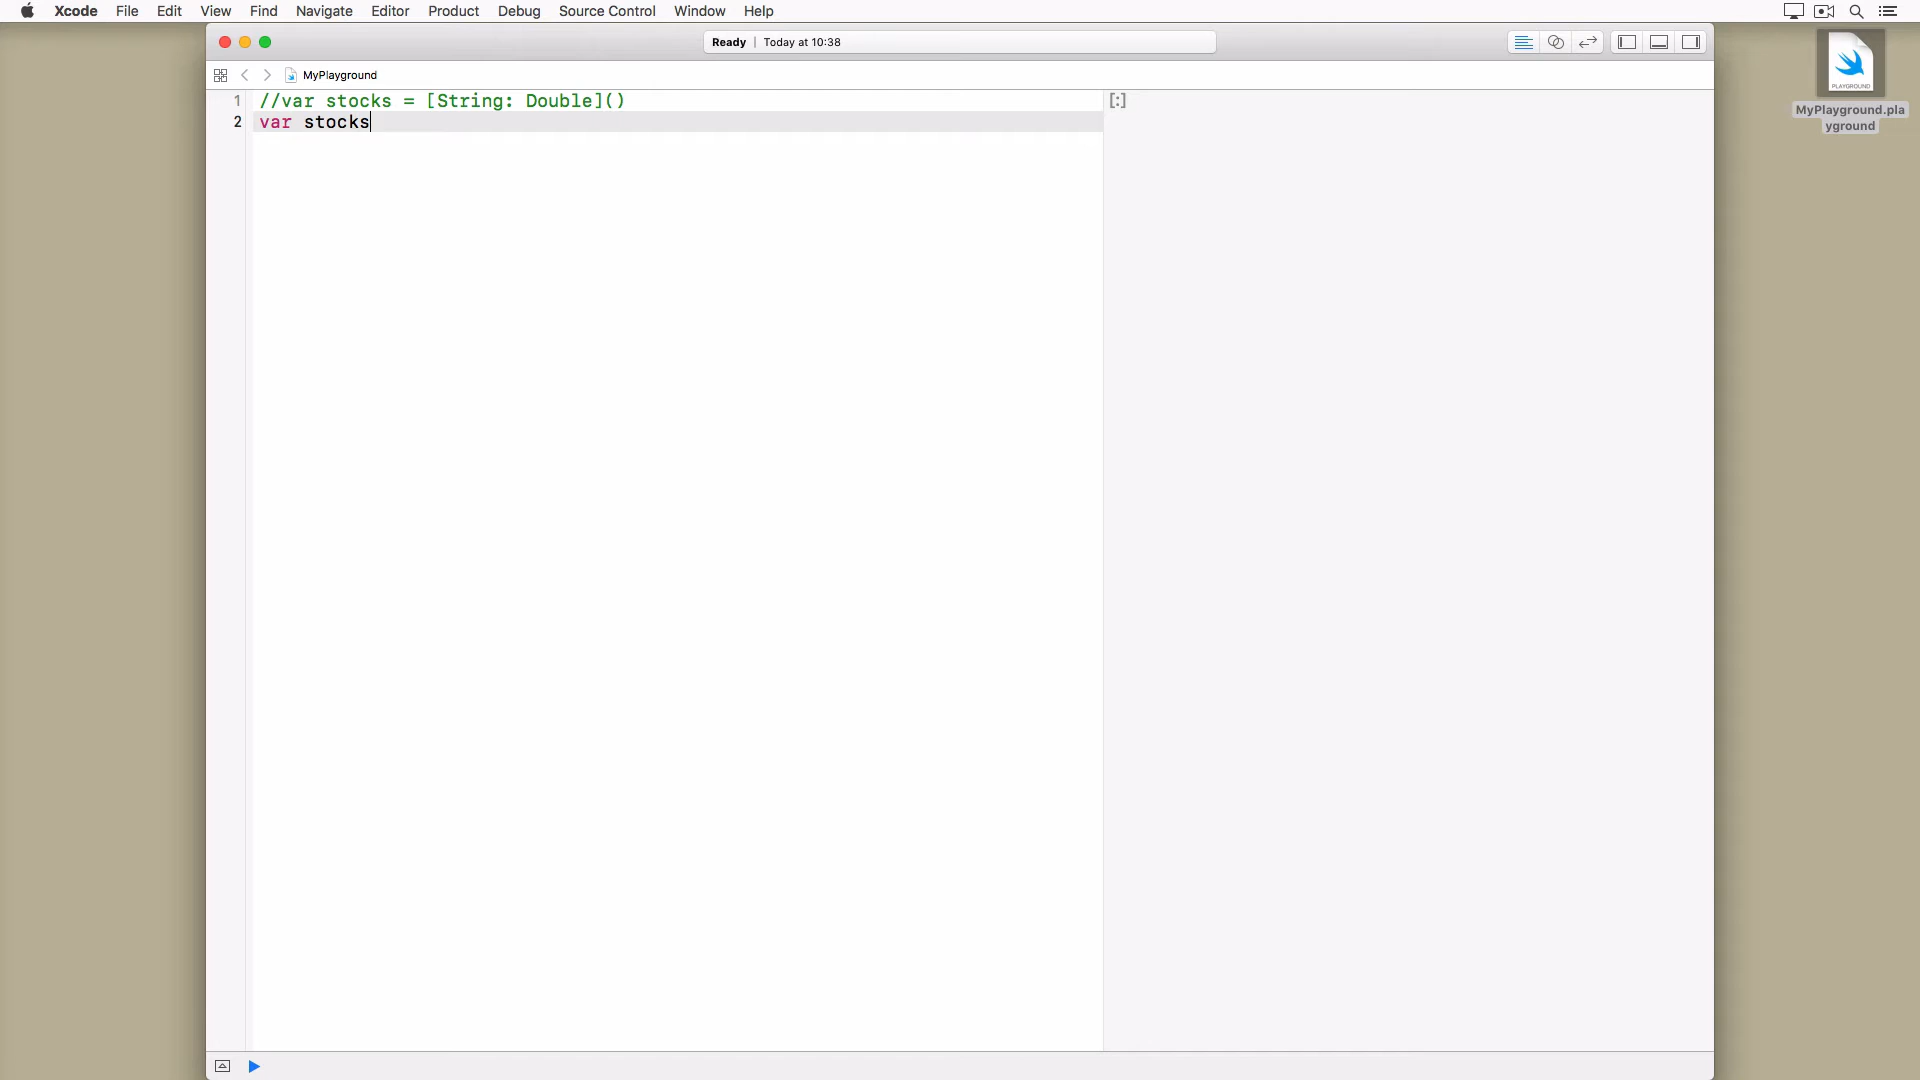 Xcode File Edit View Find Navigate Editor Product Debug Source Control Window Help
Ready | Today at 10:38
MyPlayground
1 //var stocks = [String: Double]()
[:]
2 var stocks
PLAYGROUND
MyPlayground.pla
yground